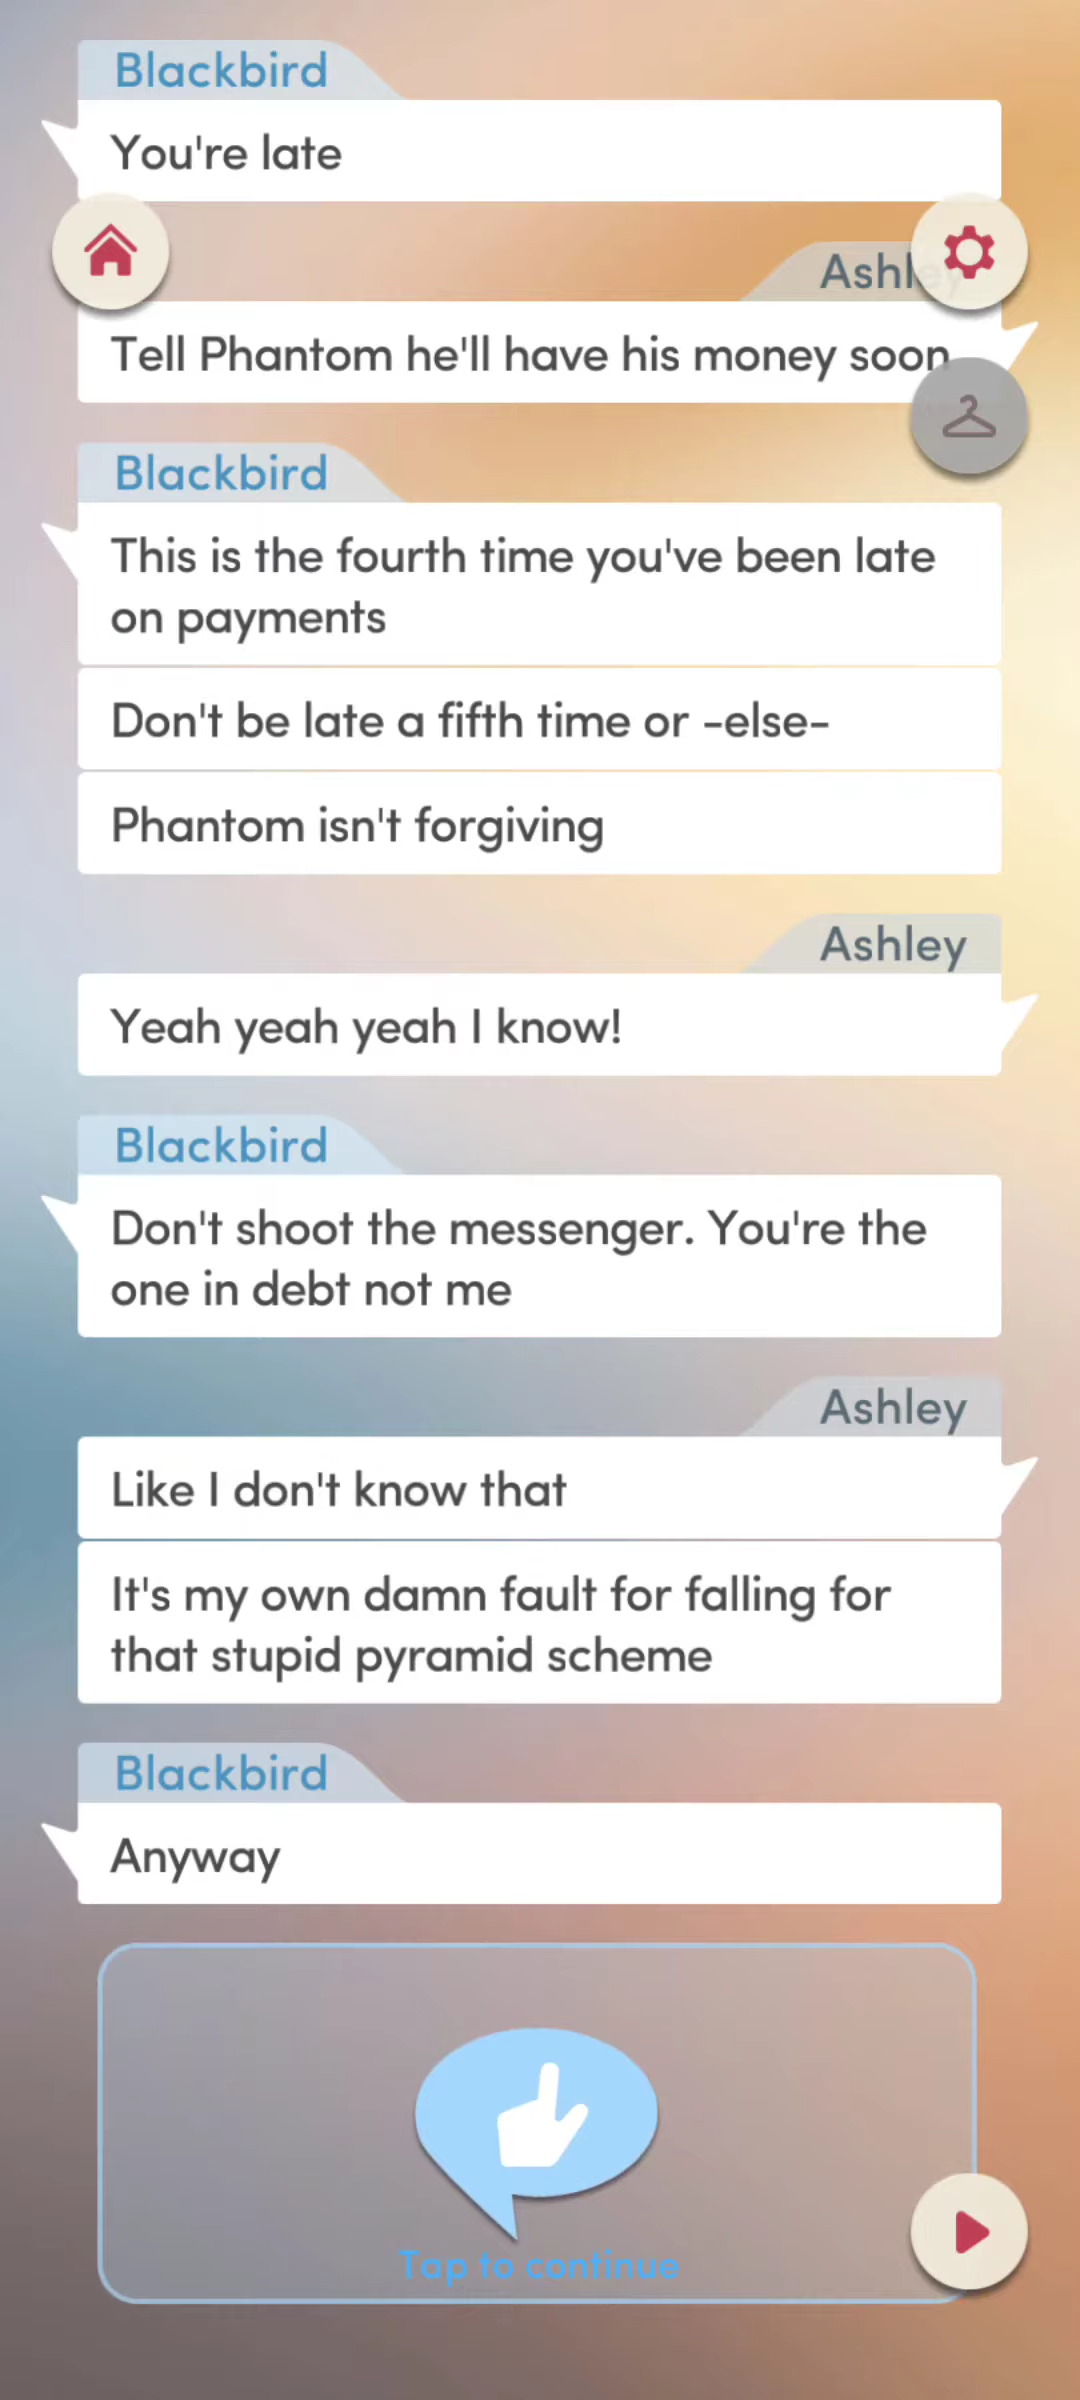 Blackbird
You're late
Ashley
Tell Phantom he'll have his money soon
Blackbird
This is the fourth time you've been late
on payments
Don't be late a fifth time or -else-
Phantom isn't forgiving
Ashley
Yeah yeah yeah I know!
Blackbird
Don't shoot the messenger. You're the
one in debt not me
Ashley
Like I don't know that
It's my own damn fault for falling for
that stupid pyramid scheme
Blackbird
Anyway
Tap to continue